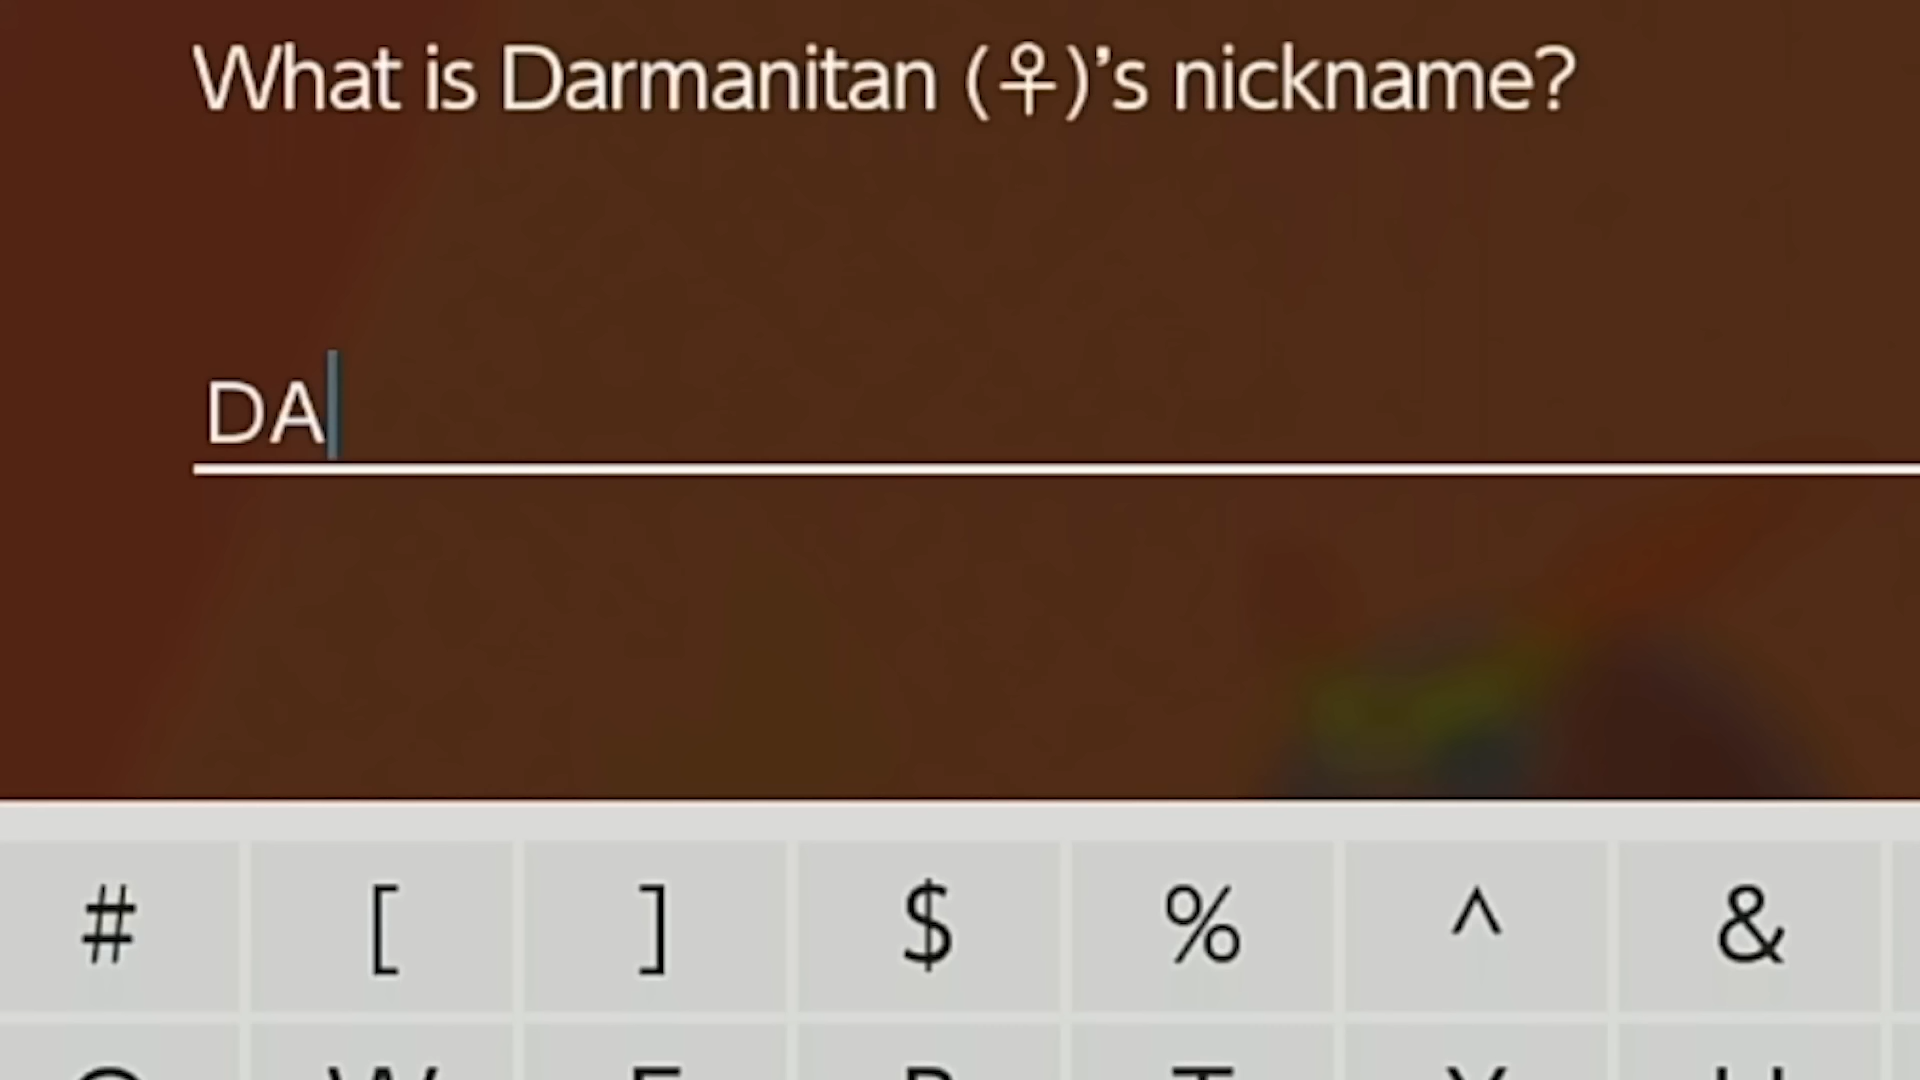 What is Darmanitan (♀)'s nickname?
DA
# [ ] $ % ^ &